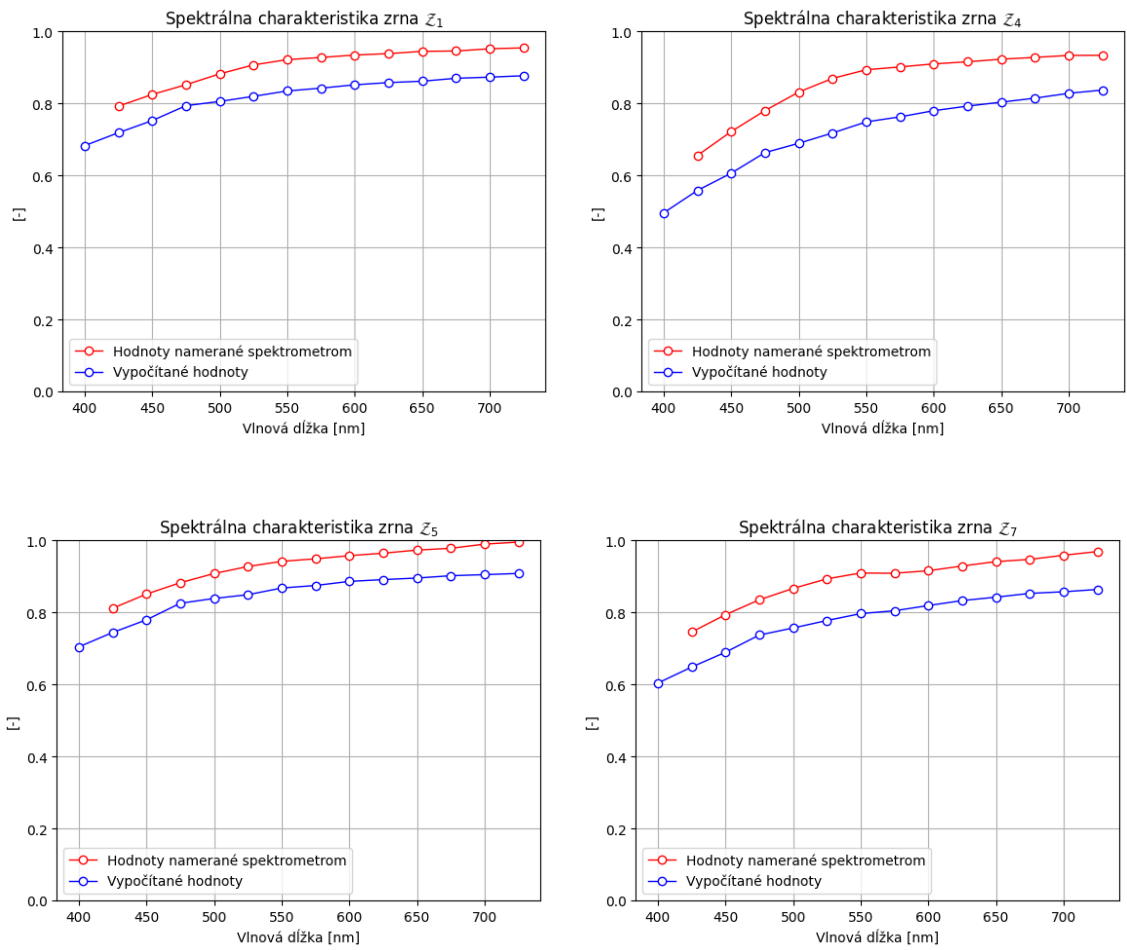 Spektrálna charakteristika zrna 𝒵₁
1.0
0.8
0.6
0.4
0.2
0.0
[-]
Hodnoty namerané spektrometrom
Vypočítané hodnoty
400 450 500 550 600 650 700
Vlnová dĺžka [nm]
Spektrálna charakteristika zrna 𝒵₄
1.0
0.8
0.6
0.4
0.2
0.0
[-]
Hodnoty namerané spektrometrom
Vypočítané hodnoty
400 450 500 550 600 650 700
Vlnová dĺžka [nm]
Spektrálna charakteristika zrna 𝒵₅
1.0
0.8
0.6
0.4
0.2
0.0
[-]
Hodnoty namerané spektrometrom
Vypočítané hodnoty
400 450 500 550 600 650 700
Vlnová dĺžka [nm]
Spektrálna charakteristika zrna 𝒵₇
1.0
0.8
0.6
0.4
0.2
0.0
[-]
Hodnoty namerané spektrometrom
Vypočítané hodnoty
400 450 500 550 600 650 700
Vlnová dĺžka [nm]